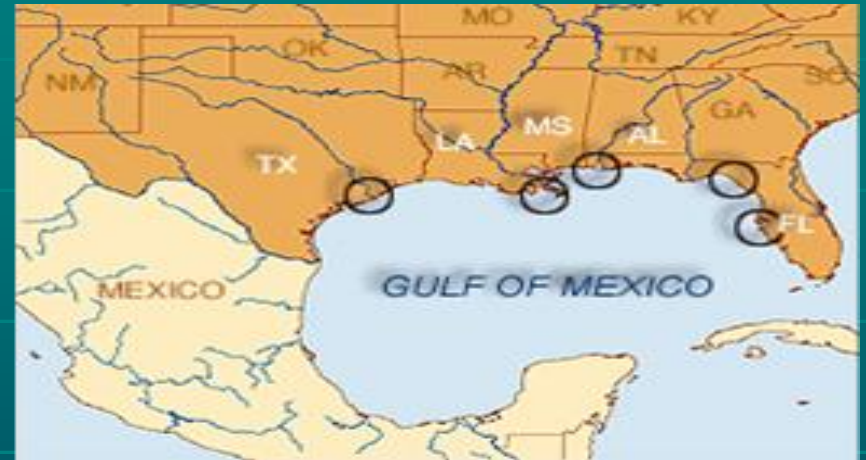 MO KY
OK TN
NM AR SC
GA
MS AL
LA
TX
FL
MEXICO GULF OF MEXICO